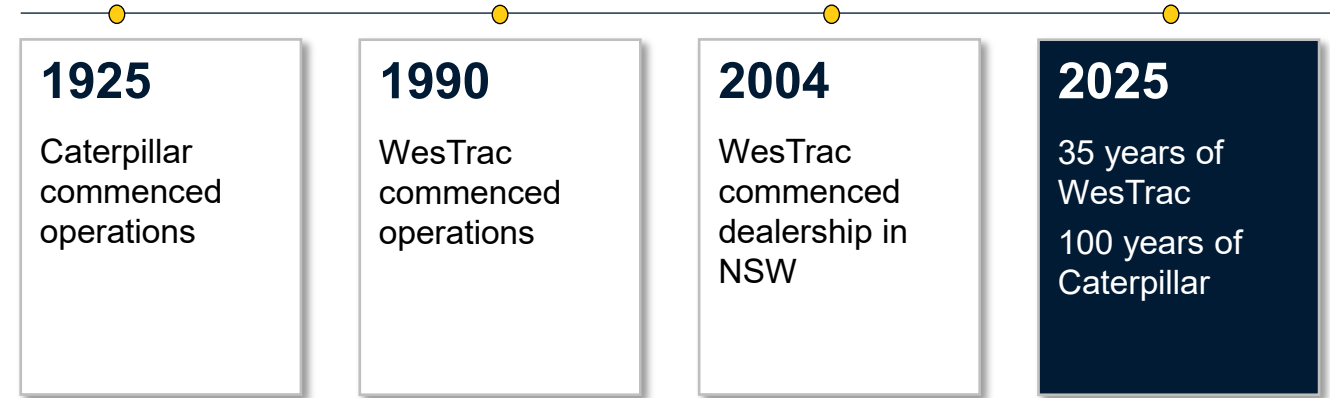 1925
Caterpillar
commenced
operations
1990
WesTrac
commenced
operations
2004
WesTrac
commenced
dealership in
NSW
2025
35 years of
WesTrac
100 years of
Caterpillar